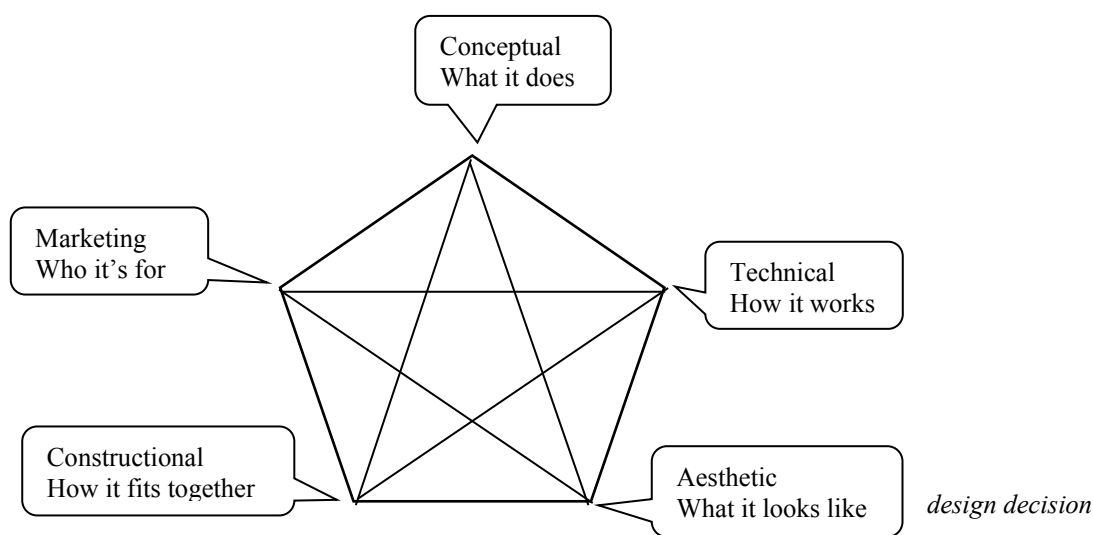 Conceptual
What it does
Marketing
Who it’s for
Technical
How it works
Constructional
How it fits together
Aesthetic
What it looks like
design decision